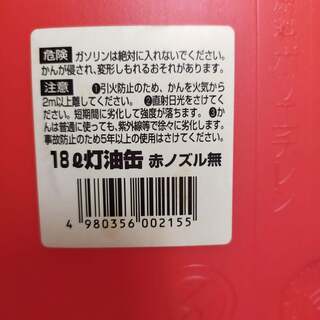 危険 ガソリンは絶対に入れないでください。
かんが侵され、変形しもれるおそれがあります。
注意 ❶引火防止のため、かんを火気から
2m以上離してください。 ❷直射日光をさけてく
ださい。短期間に劣化して強度が落ちます。 ❸か
んは普通に使っても、紫外線等で徐々に劣化します。
事故防止のため5年以上の使用はさけてください。
18ℓ灯油缶 赤ノズル無
4 980356 002155